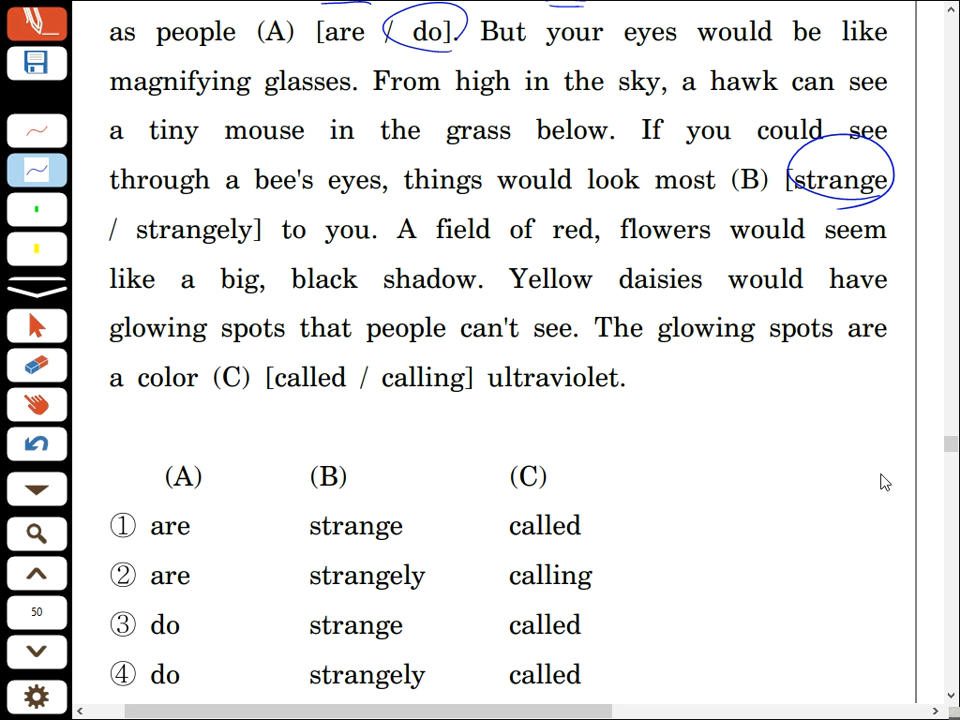 as people (A) [are / do]. But your eyes would be like
magnifying glasses. From high in the sky, a hawk can see
a tiny mouse in the grass below. If you could see
through a bee's eyes, things would look most (B) [strange
/ strangely] to you. A field of red, flowers would seem
like a big, black shadow. Yellow daisies would have
glowing spots that people can't see. The glowing spots are
a color (C) [called / calling] ultraviolet.
(A) (B) (C)
① are strange called
② are strangely calling
③ do strange called
④ do strangely called
50